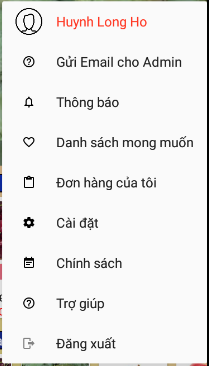 Huynh Long Ho
Gửi Email cho Admin
Thông báo
Danh sách mong muốn
Đơn hàng của tôi
Cài đặt
Chính sách
Trợ giúp
Đăng xuất